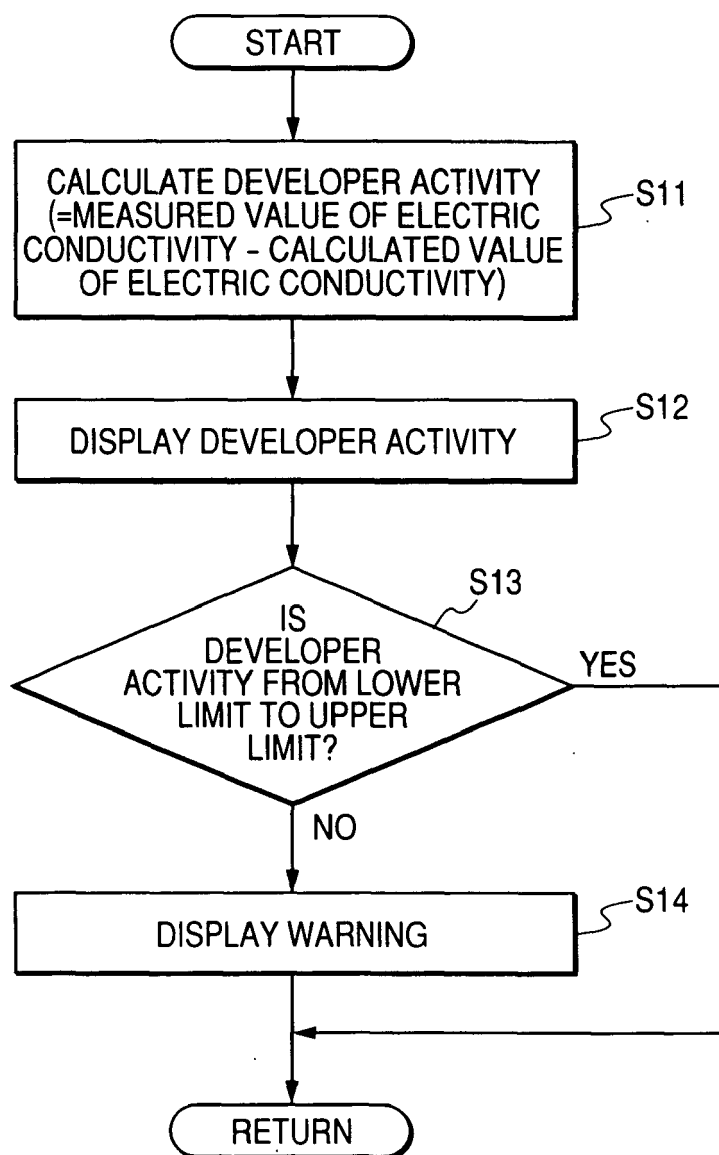 START
CALCULATE DEVELOPER ACTIVITY
(=MEASURED VALUE OF ELECTRIC
CONDUCTIVITY - CALCULATED VALUE
OF ELECTRIC CONDUCTIVITY)
S11
DISPLAY DEVELOPER ACTIVITY
S12
IS
DEVELOPER
ACTIVITY FROM LOWER
LIMIT TO UPPER
LIMIT?
S13
YES
NO
DISPLAY WARNING
S14
RETURN